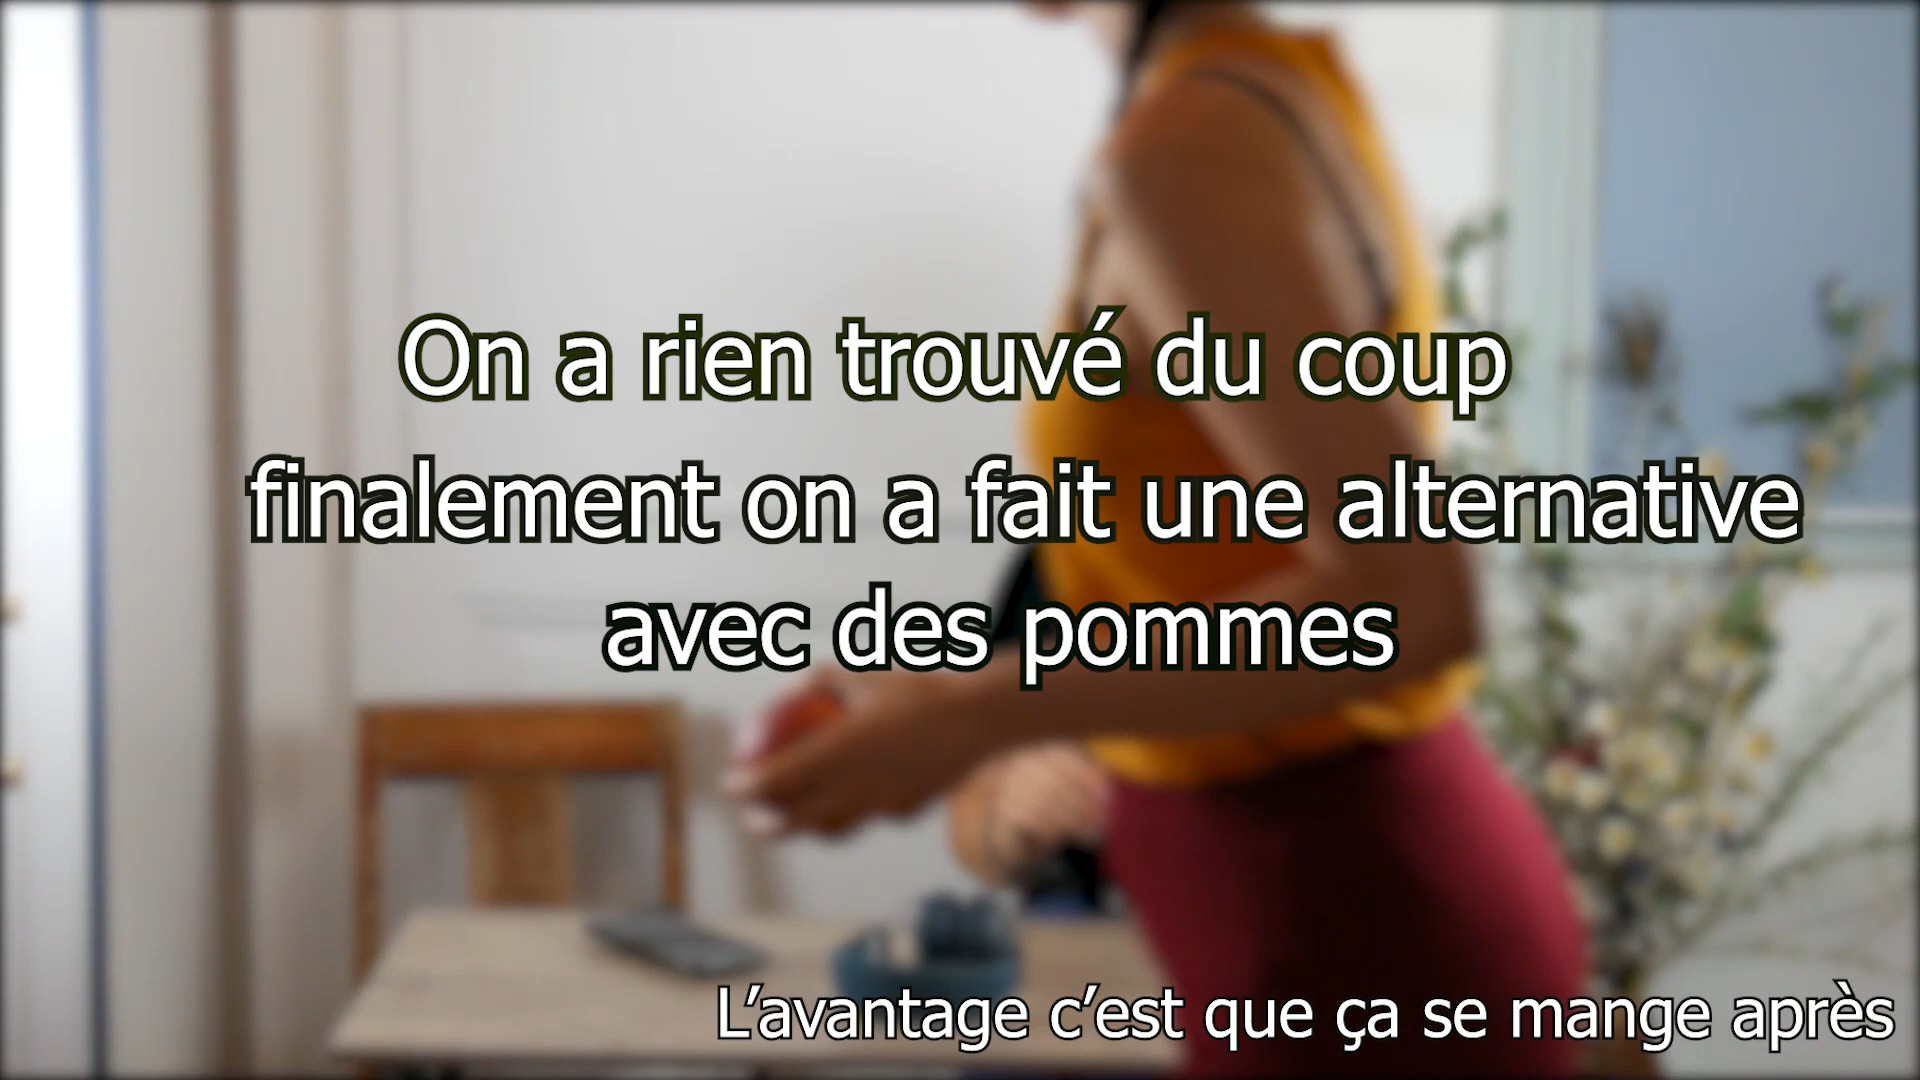 On a rien trouvé du coup
finalement on a fait une alternative
avec des pommes
L’avantage c’est que ça se mange après